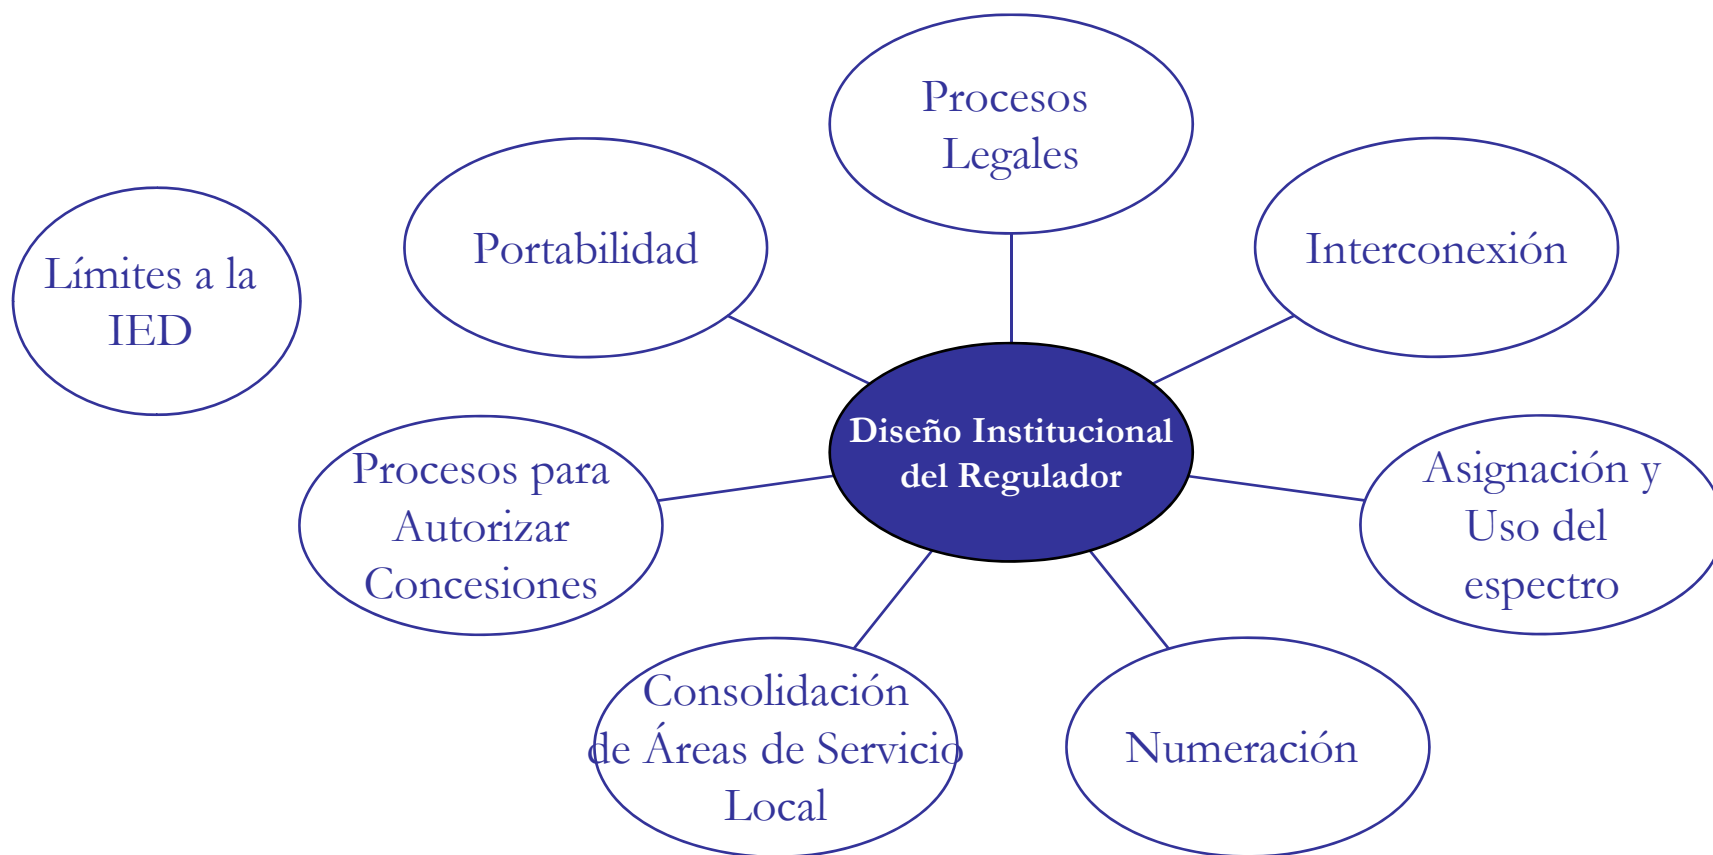 Procesos
Legales
Portabilidad
Interconexión
Límites a la
IED
Diseño Institucional
del Regulador
Procesos para
Autorizar
Concesiones
Asignación y
Uso del
espectro
Consolidación
de Áreas de Servicio
Local
Numeración